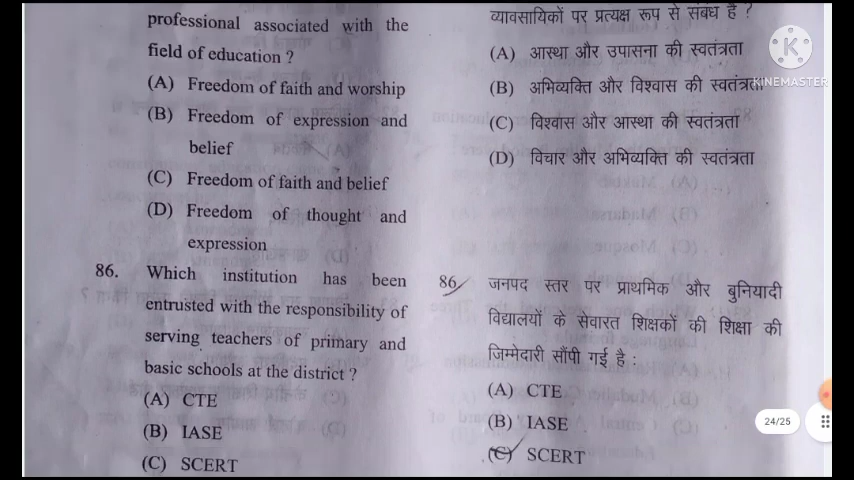 professional associated with the
field of education ?
(A) Freedom of faith and worship
(B) Freedom of expression and
belief
(C) Freedom of faith and belief
(D) Freedom of thought and
expression
86. Which institution has been
entrusted with the responsibility of
serving teachers of primary and
basic schools at the district ?
(A) CTE
(B) IASE
(C) SCERT
व्यावसायिकों पर प्रत्यक्ष रूप से संबंध है ?
(A) आस्था और उपासना की स्वतंत्रता
(B) अभिव्यक्ति और विश्वास की स्वतंत्रता
(C) विश्वास और आस्था की स्वतंत्रता
(D) विचार और अभिव्यक्ति की स्वतंत्रता
86. जनपद स्तर पर प्राथमिक और बुनियादी
विद्यालयों के सेवारत शिक्षकों की शिक्षा की
जिम्मेदारी सौंपी गई है :
(A) CTE
(B) IASE
(C) SCERT
K
KINEMASTER
24/25